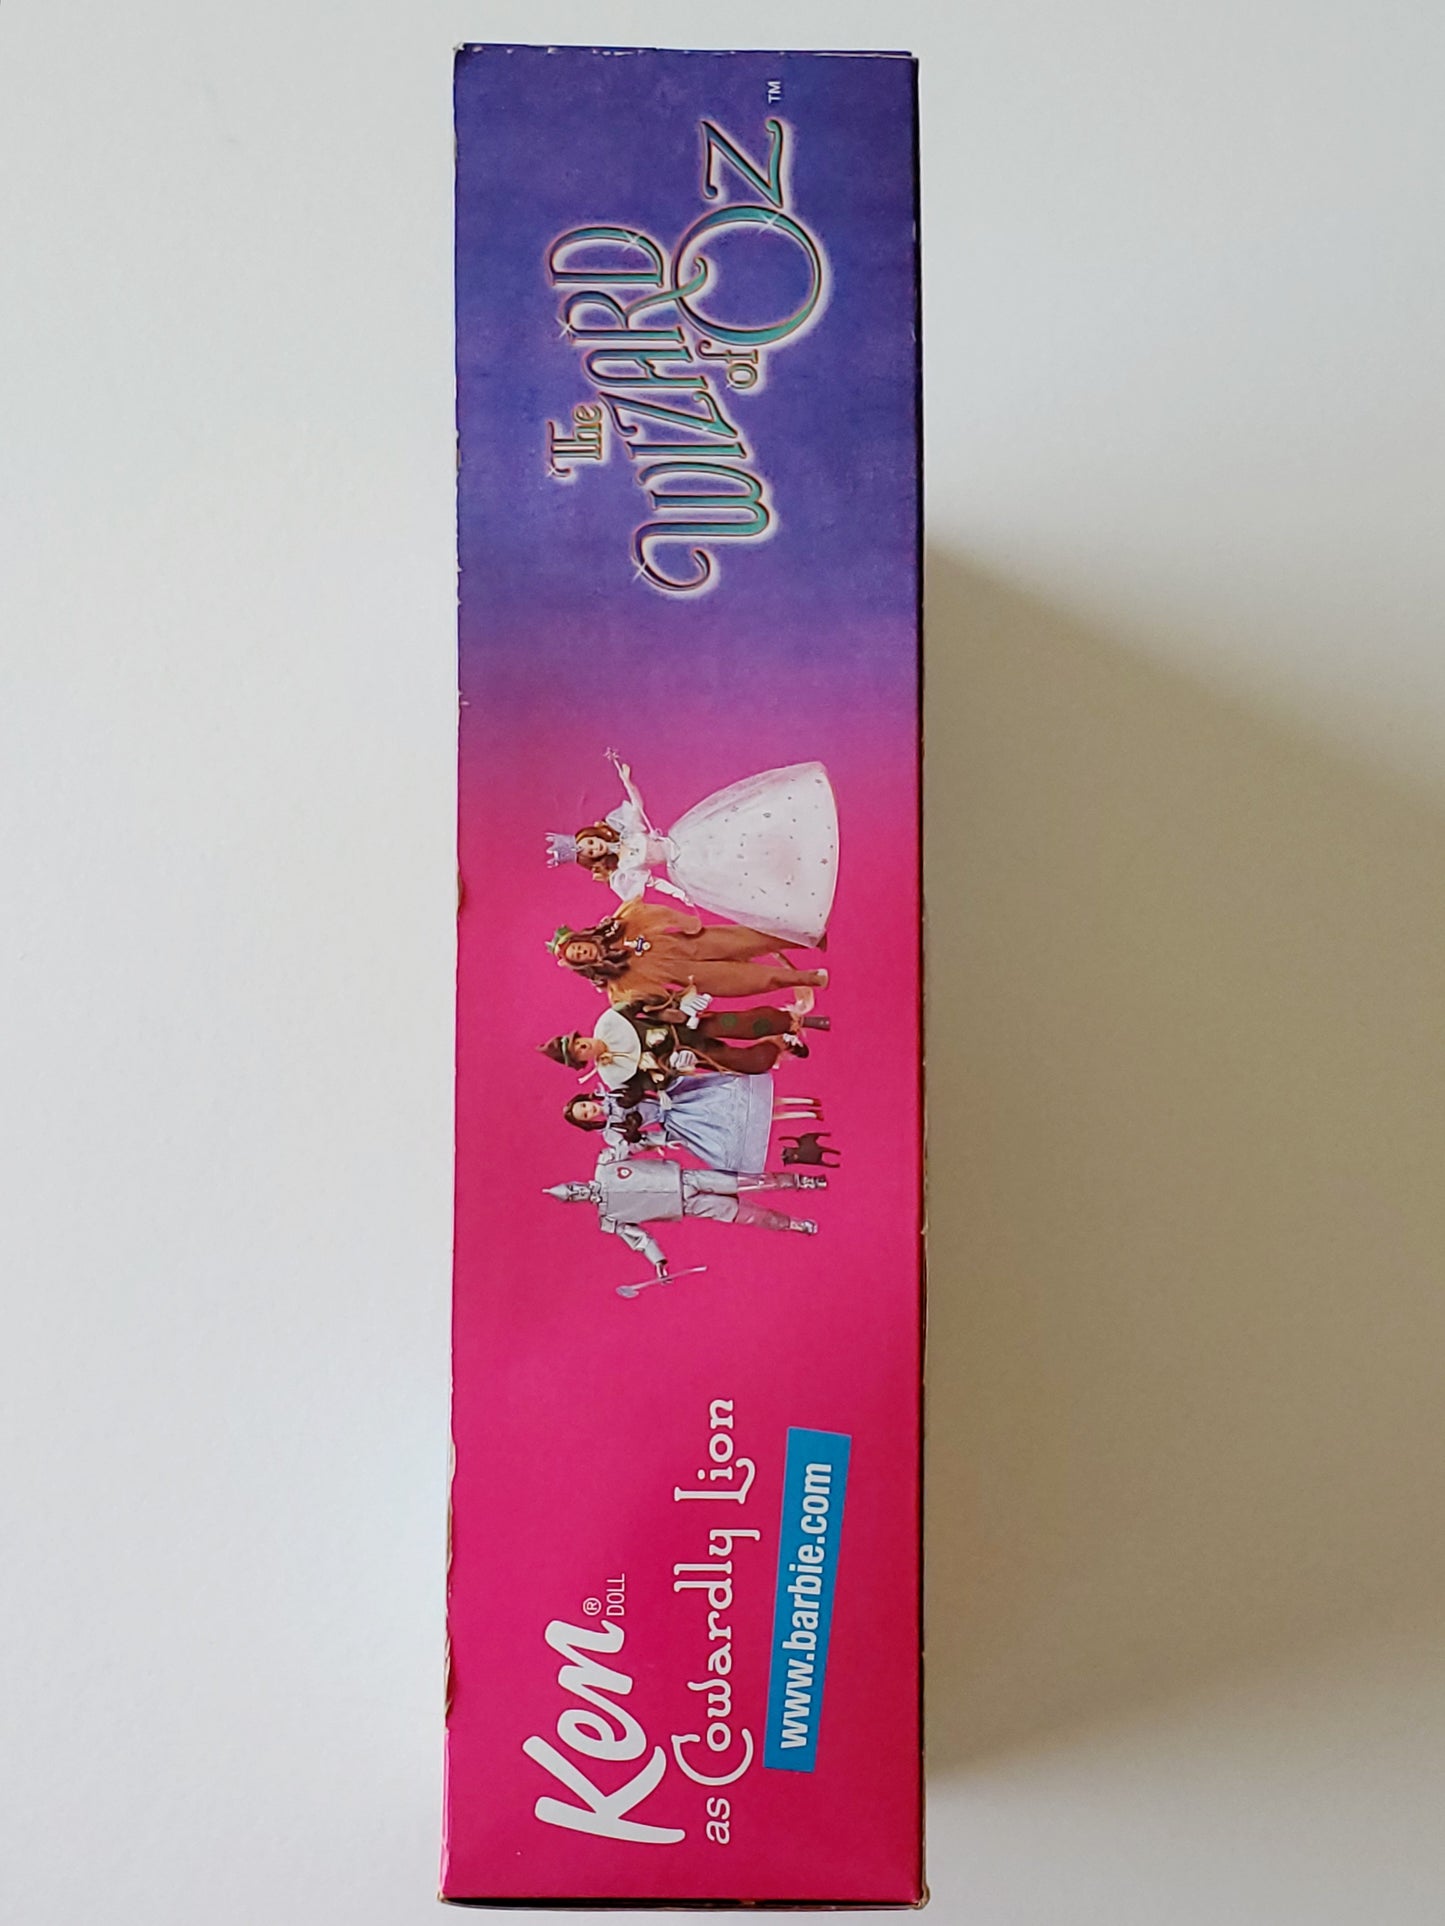 Ken® DOLL
as Cowardly Lion
www.barbie.com
The
WIZARD
of OZ™